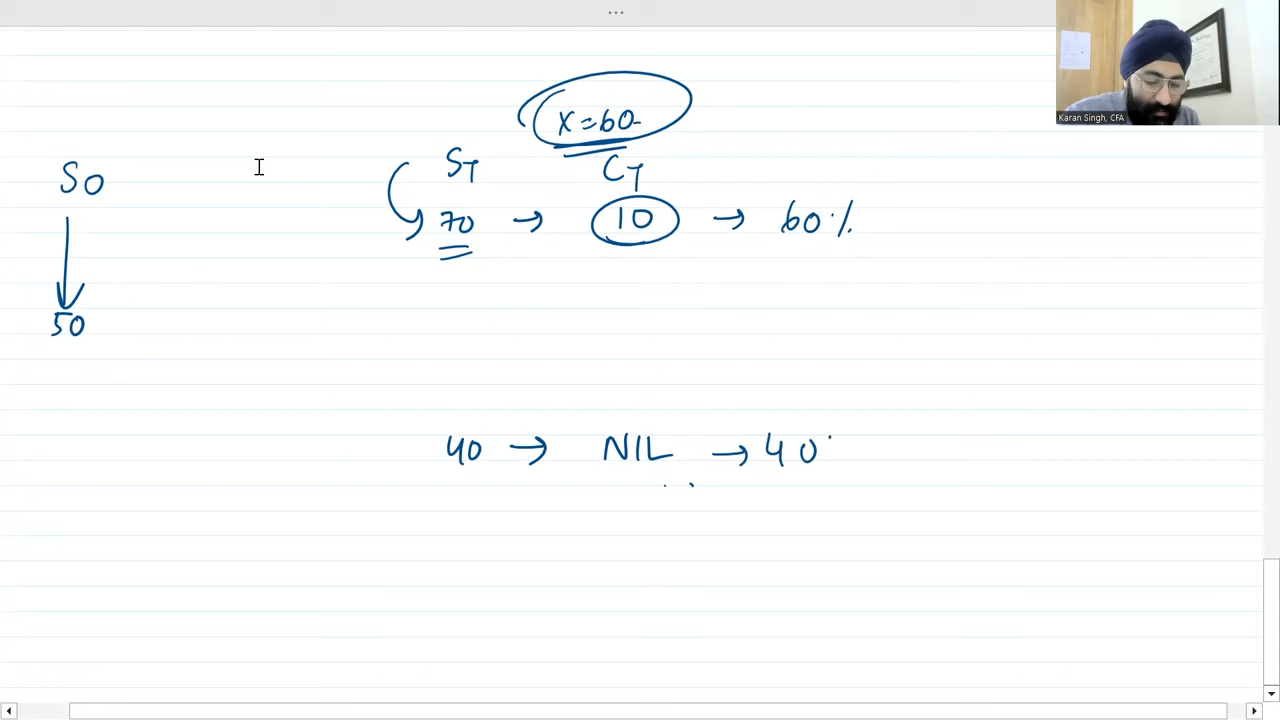 X = 60
S0
ST
CT
70 → 10 → 60%
50
40 → NIL → 40
Karan Singh, CFA